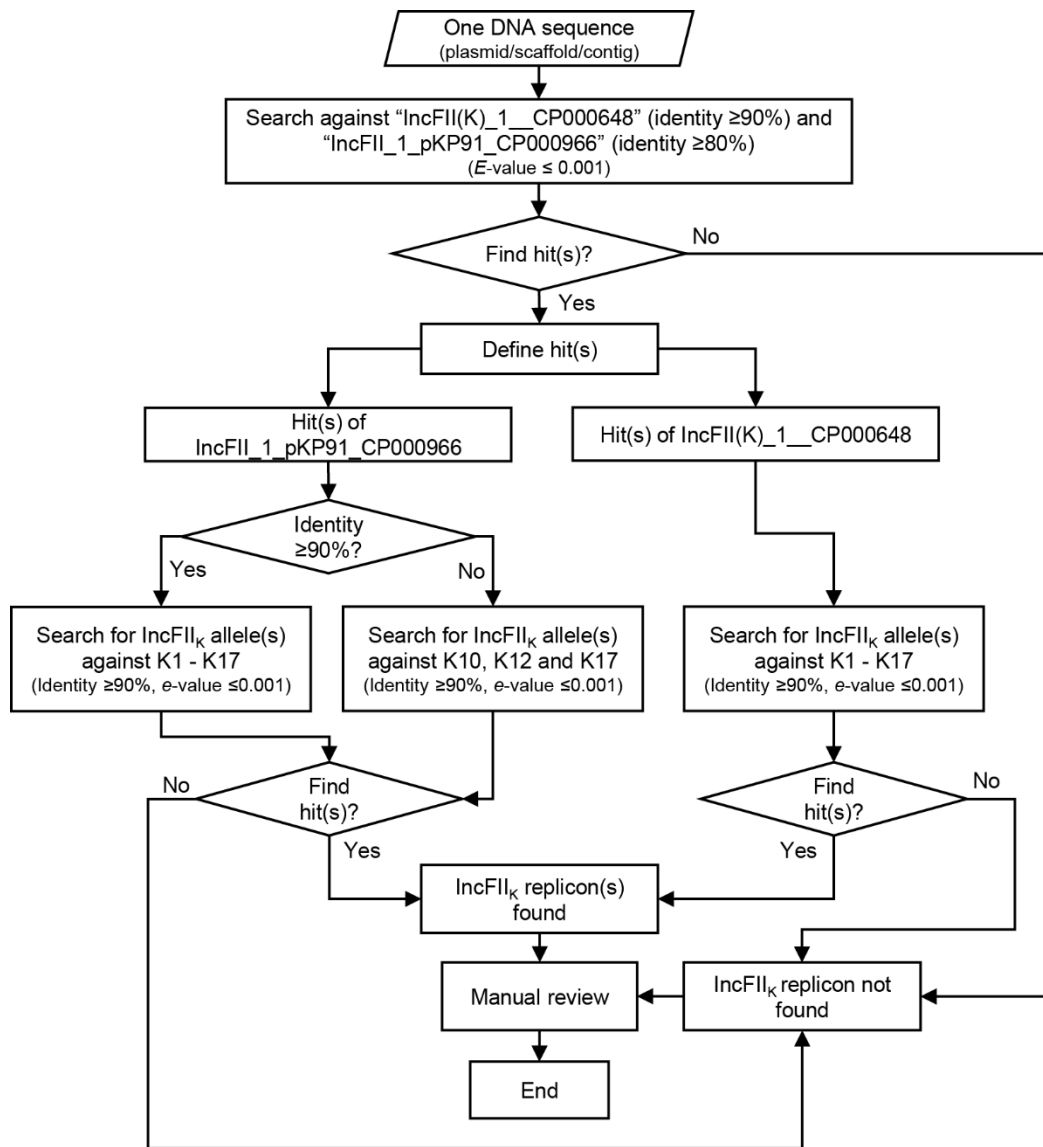 One DNA sequence
(plasmid/scaffold/contig)
Search against “IncFII(K)_1__CP000648” (identity ≥90%) and
“IncFII_1_pKP91_CP000966” (identity ≥80%)
(E-value ≤ 0.001)
Find hit(s)?
No
Yes
Define hit(s)
Hit(s) of
IncFII_1_pKP91_CP000966
Hit(s) of IncFII(K)_1__CP000648
Identity
≥90%?
Yes
No
Search for IncFIIK allele(s)
against K1 - K17
(Identity ≥90%, e-value ≤0.001)
Search for IncFIIK allele(s)
against K10, K12 and K17
(Identity ≥90%, e-value ≤0.001)
Search for IncFIIK allele(s)
against K1 - K17
(Identity ≥90%, e-value ≤0.001)
No
Find
hit(s)?
Yes
Find
hit(s)?
No
Yes
IncFIIK replicon(s)
found
Manual review
IncFIIK replicon not
found
End